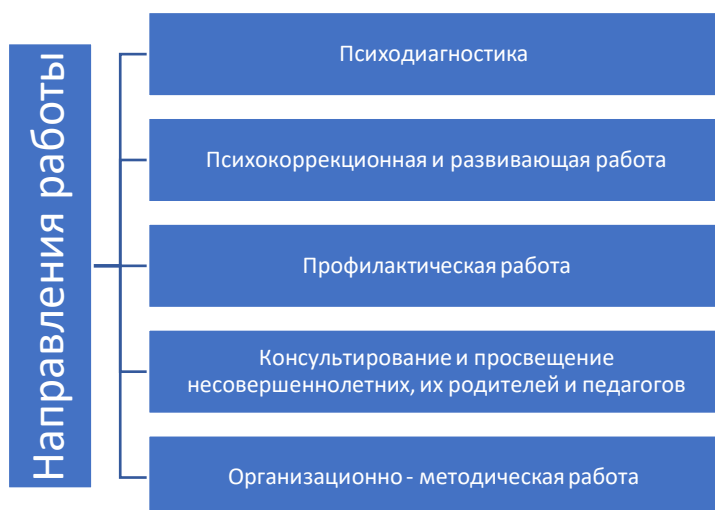 Направления работы
Психодиагностика
Психокоррекционная и развивающая работа
Профилактическая работа
Консультирование и просвещение
несовершеннолетних, их родителей и педагогов
Организационно - методическая работа